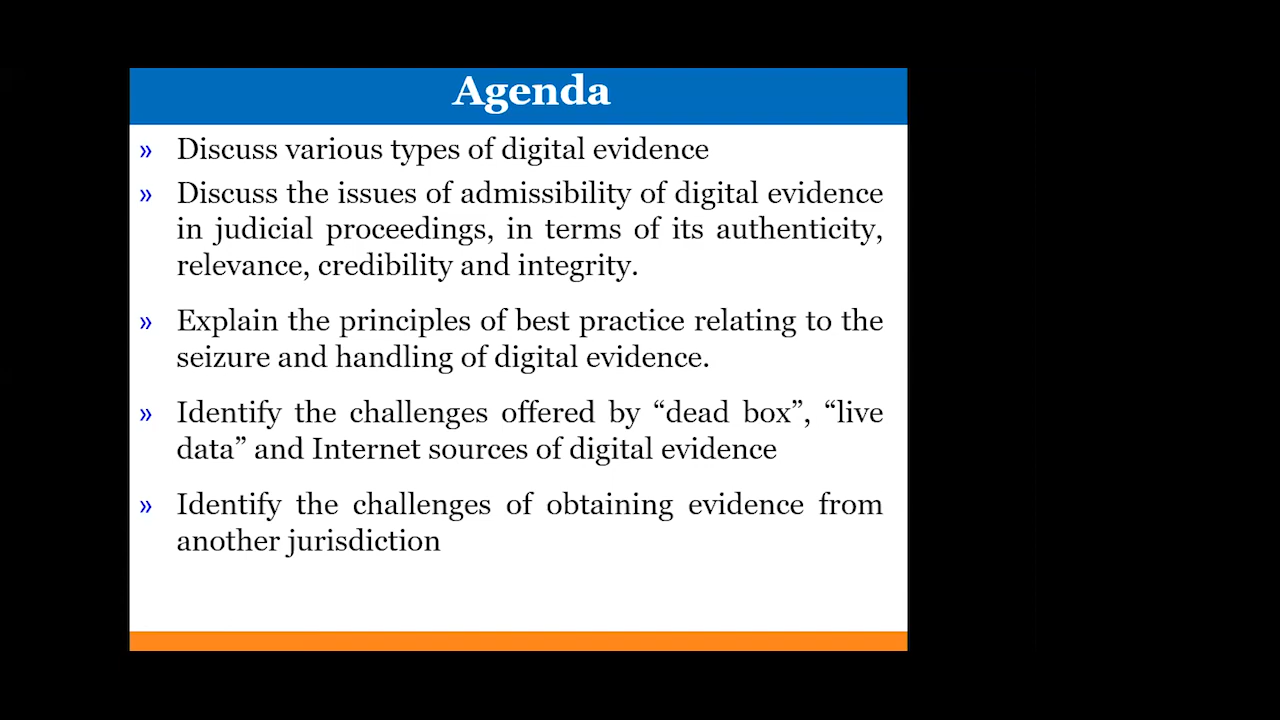 Agenda
» Discuss various types of digital evidence
» Discuss the issues of admissibility of digital evidence
in judicial proceedings, in terms of its authenticity,
relevance, credibility and integrity.
» Explain the principles of best practice relating to the
seizure and handling of digital evidence.
» Identify the challenges offered by “dead box”, “live
data” and Internet sources of digital evidence
» Identify the challenges of obtaining evidence from
another jurisdiction